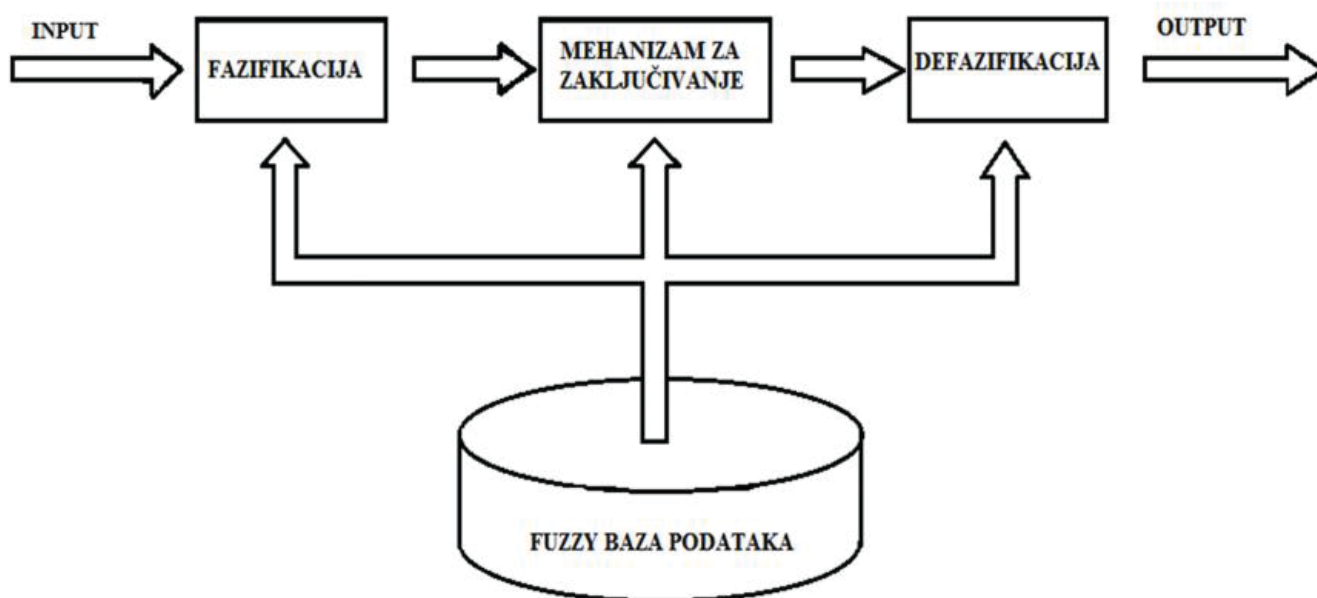 INPUT
FAZIFIKACIJA
MEHANIZAM ZA
ZAKLJUČIVANJE
DEFAZIFIKACIJA
OUTPUT
FUZZY BAZA PODATAKA